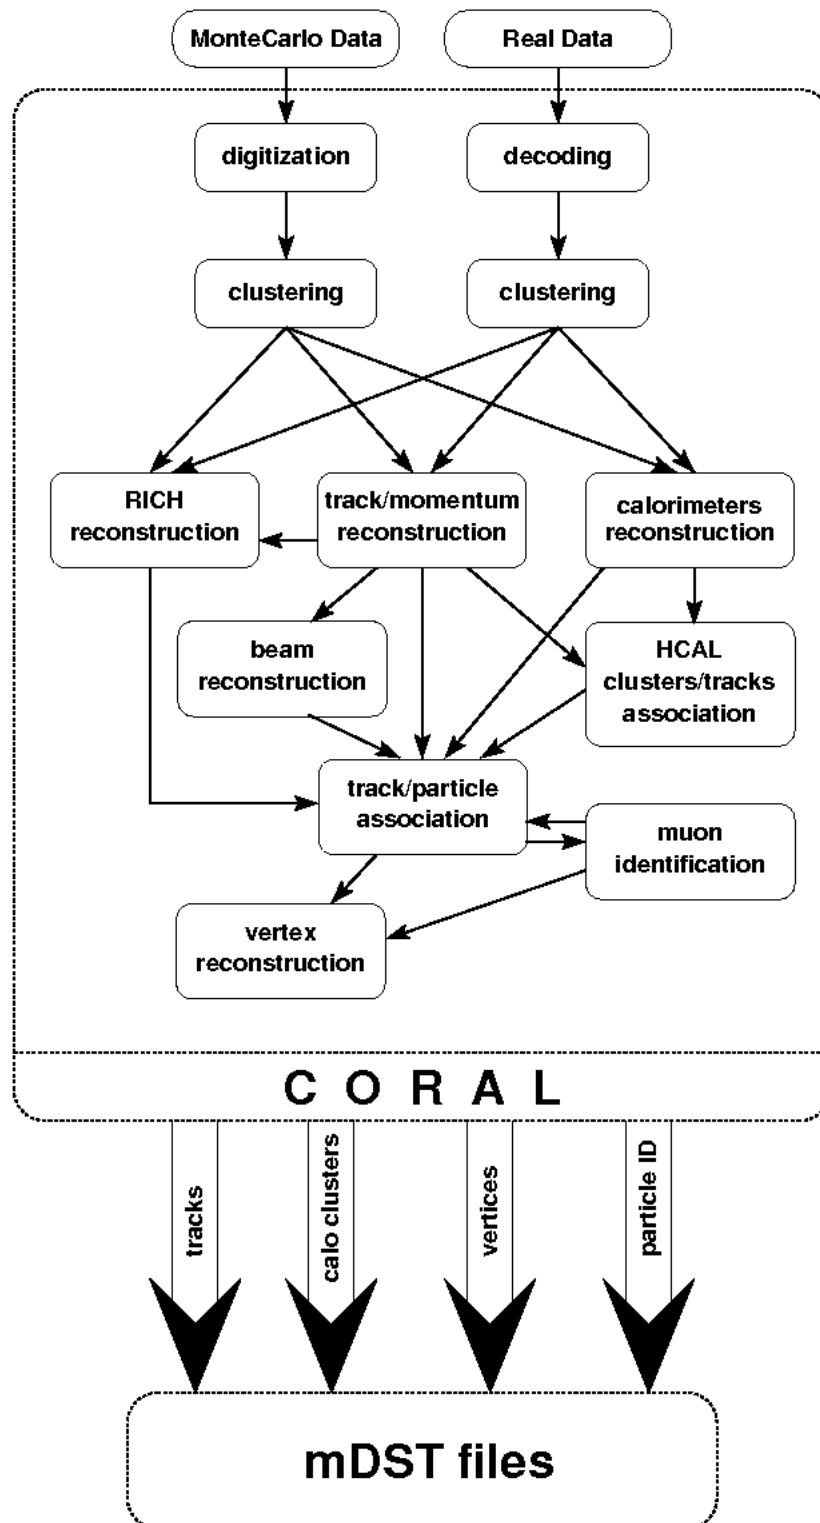 MonteCarlo Data
Real Data
digitization
decoding
clustering
clustering
RICH
reconstruction
track/momentum
reconstruction
calorimeters
reconstruction
beam
reconstruction
HCAL
clusters/tracks
association
track/particle
association
muon
identification
vertex
reconstruction
C O R A L
tracks
calo clusters
vertices
particle ID
mDST files